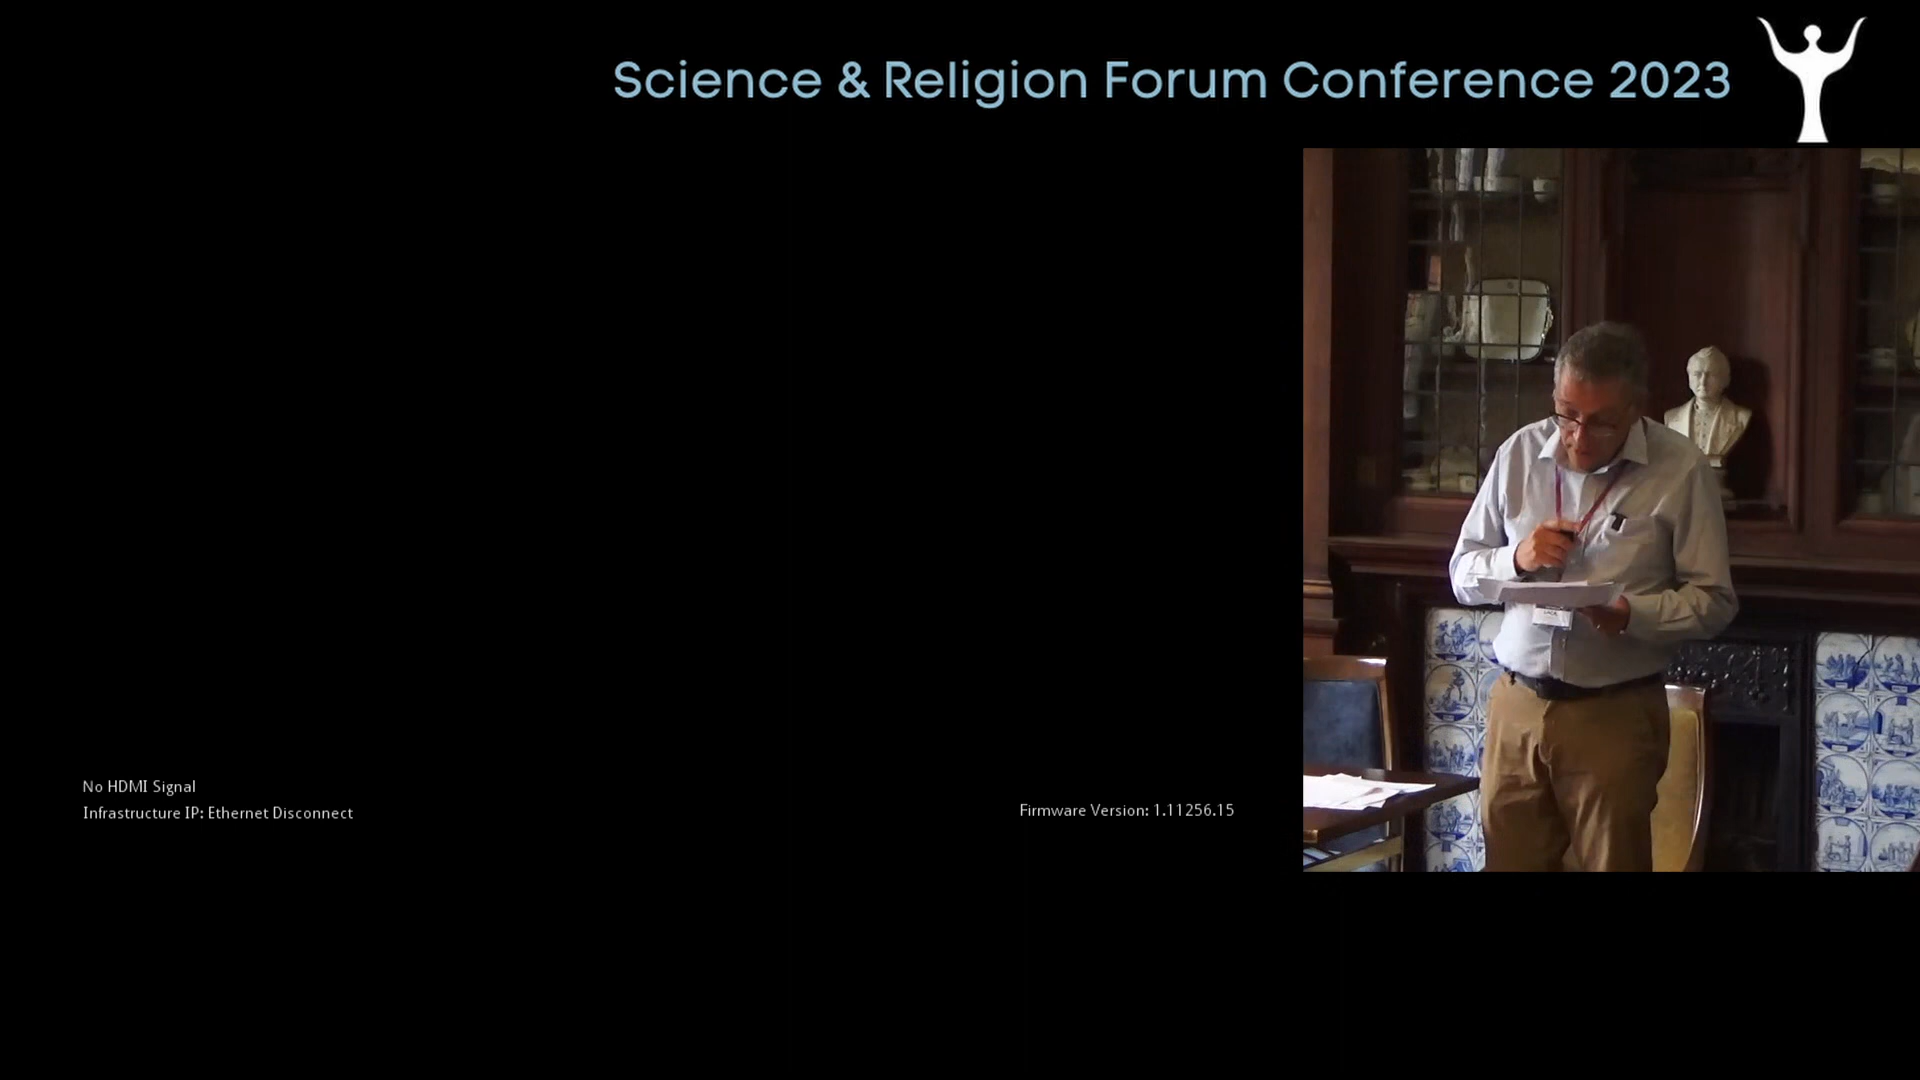 Science & Religion Forum Conference 2023
No HDMI Signal
Infrastructure IP: Ethernet Disconnect
Firmware Version: 1.11256.15